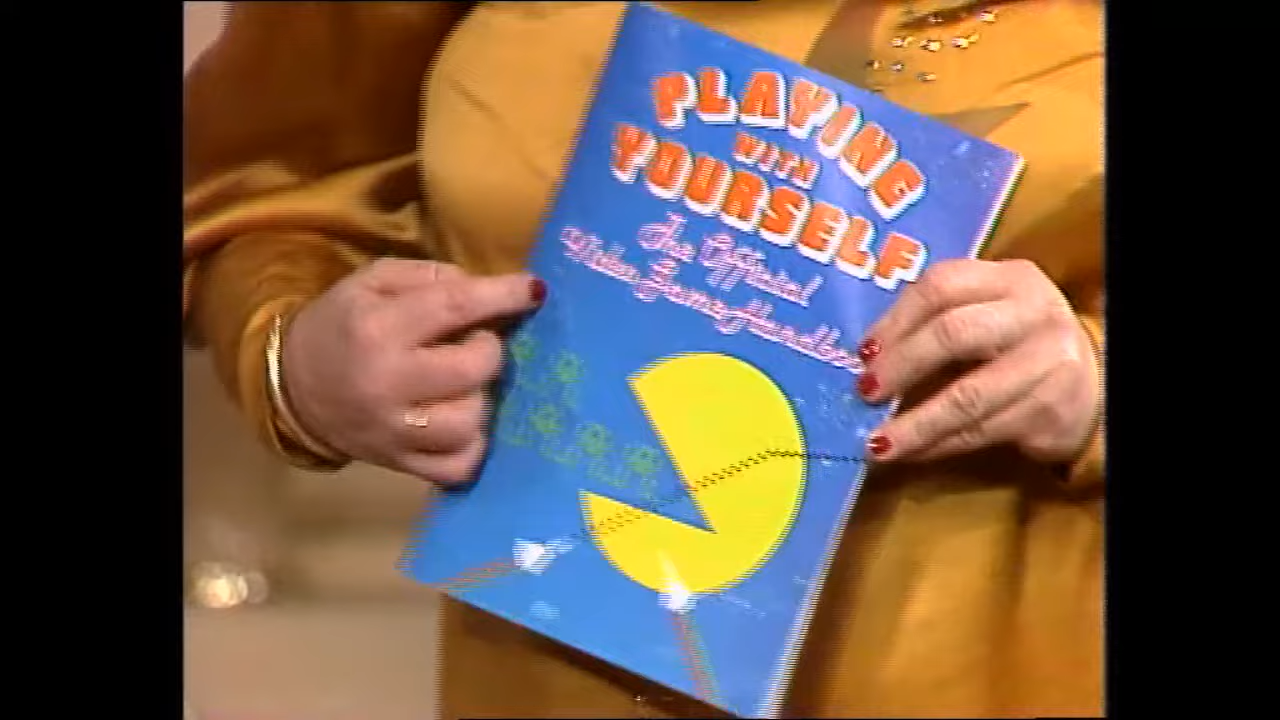 PLAYING
WITH
YOURSELF
The Official
Video Game Handbook